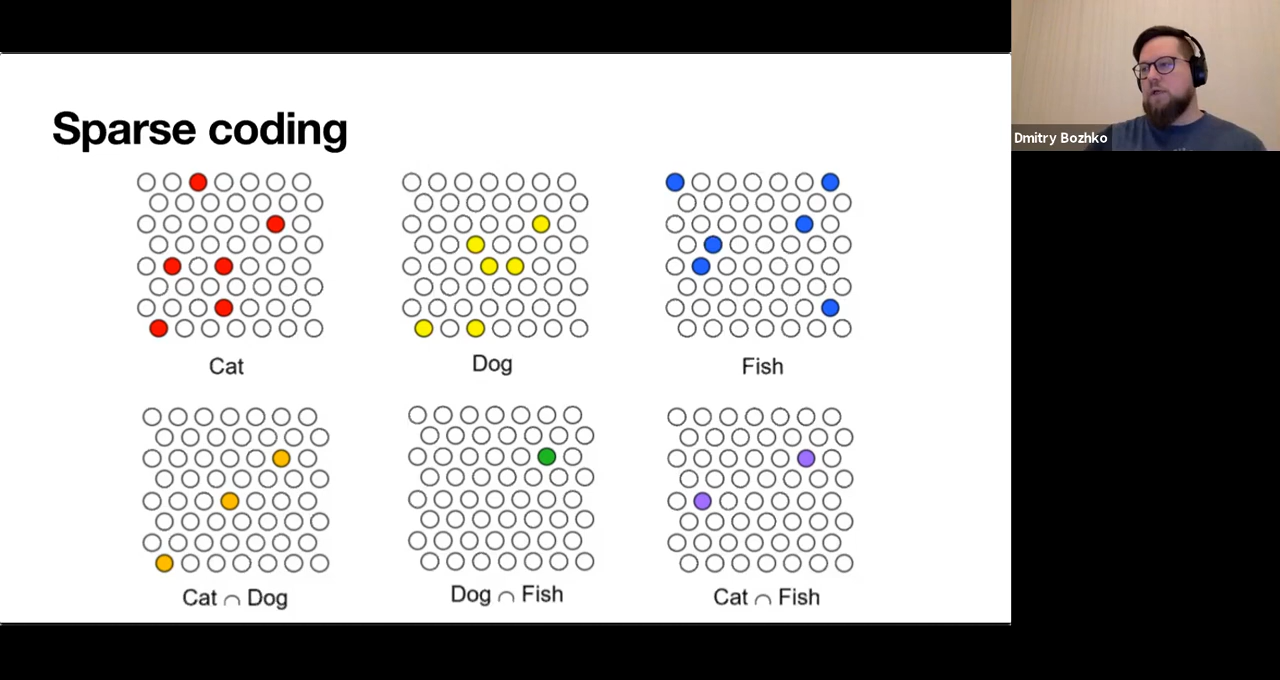 Sparse coding
Dmitry Bozhko
Cat
Dog
Fish
Cat ∩ Dog
Dog ∩ Fish
Cat ∩ Fish